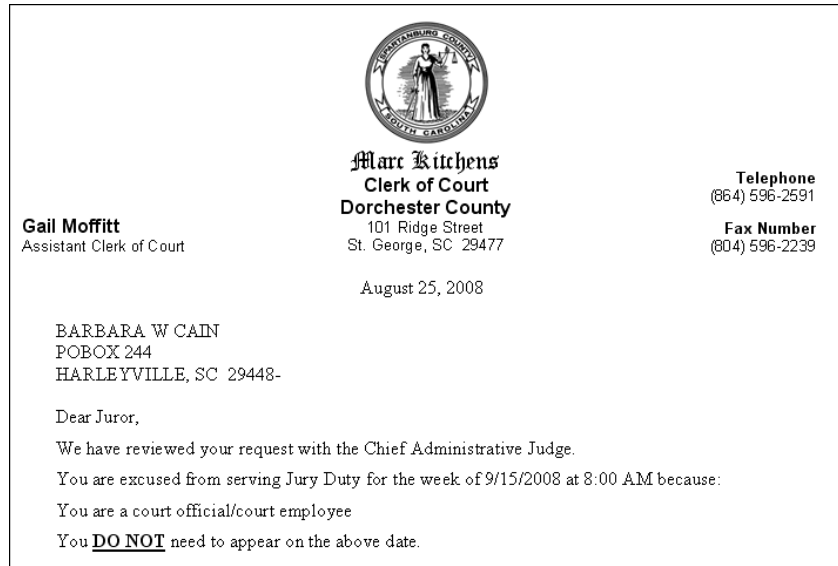 SPARTANBURG COUNTY
SOUTH CAROLINA
Marc Kitchens
Clerk of Court
Dorchester County
101 Ridge Street
St. George, SC 29477
Telephone
(864) 596-2591
Fax Number
(804) 596-2239
Gail Moffitt
Assistant Clerk of Court
August 25, 2008
BARBARA W CAIN
POBOX 244
HARLEYVILLE, SC 29448-
Dear Juror,
We have reviewed your request with the Chief Administrative Judge.
You are excused from serving Jury Duty for the week of 9/15/2008 at 8:00 AM because:
You are a court official/court employee
You DO NOT need to appear on the above date.